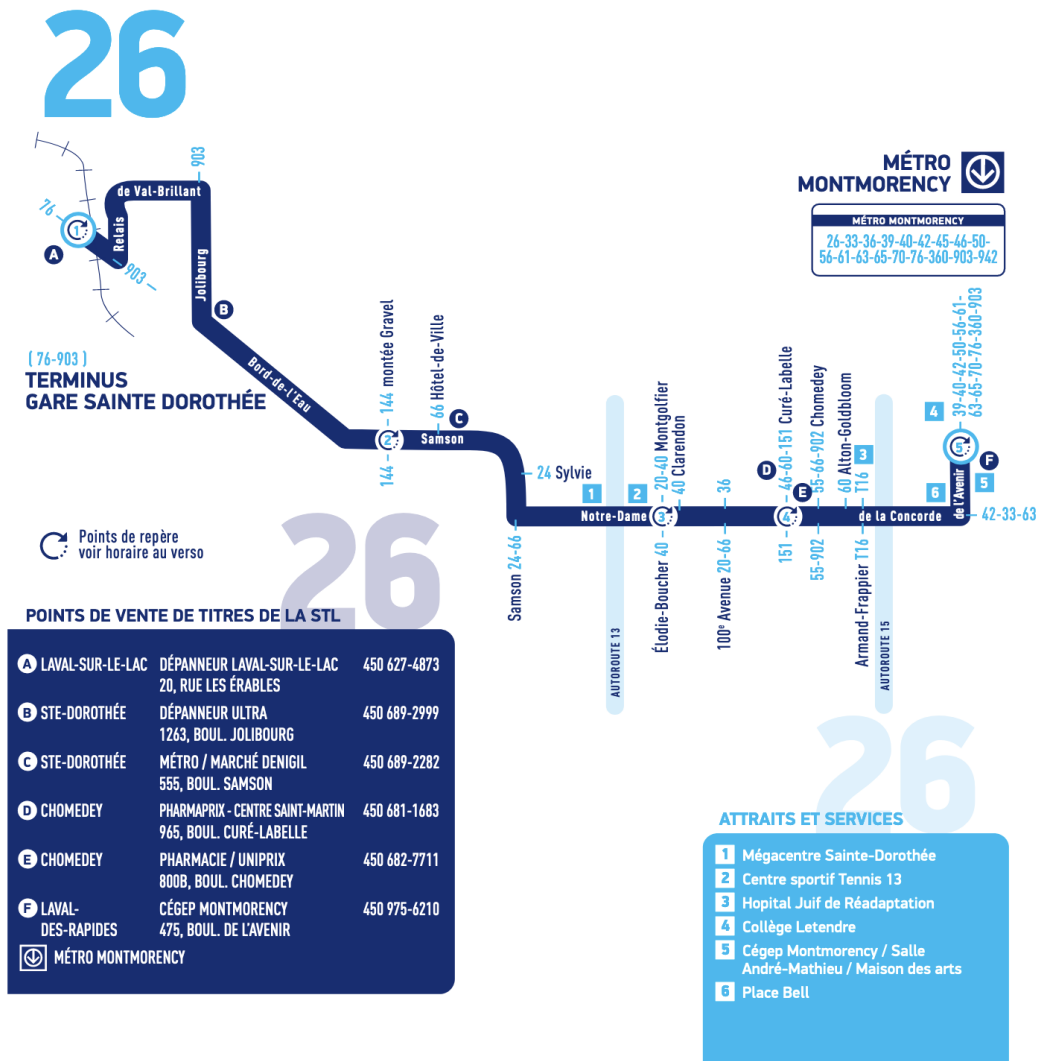 26
MÉTRO
MONTMORENCY
MÉTRO MONTMORENCY
26-33-36-39-40-42-45-46-50-
56-61-63-65-70-76-360-903-942
903
de Val-Brillant
76
1
Relais
A
903
Jolibourg
B
( 76-903 )
TERMINUS
GARE SAINTE DOROTHÉE
Bord-de-l'Eau
144 montée Gravel
2
144
66 Hôtel-de-Ville
C
Samson
24 Sylvie
Samson 24-66
1
2
Notre-Dame
AUTOROUTE 13
20-40 Montgolfier
3
40 Clarendon
Élodie-Boucher 40
36
100e Avenue 20-66
46-60-151 Curé-Labelle
D
E
4
151
55-66-902 Chomedey
55-902
60 Alton-Goldbloom
3
T16
Armand-Frappier T16
de la Concorde
AUTOROUTE 15
39-40-42-50-56-61-
63-65-70-76-360-903
4
5
F
6
5
de l'Avenir
42-33-63
Points de repère
voir horaire au verso
26
POINTS DE VENTE DE TITRES DE LA STL
A LAVAL-SUR-LE-LAC DÉPANNEUR LAVAL-SUR-LE-LAC 450 627-4873
20, RUE LES ÉRABLES
B STE-DOROTHÉE DÉPANNEUR ULTRA 450 689-2999
1263, BOUL. JOLIBOURG
C STE-DOROTHÉE MÉTRO / MARCHÉ DENIGIL 450 689-2282
555, BOUL. SAMSON
D CHOMEDEY PHARMAPRIX - CENTRE SAINT-MARTIN 450 681-1683
965, BOUL. CURÉ-LABELLE
E CHOMEDEY PHARMACIE / UNIPRIX 450 682-7711
800B, BOUL. CHOMEDEY
F LAVAL- CÉGEP MONTMORENCY 450 975-6210
DES-RAPIDES 475, BOUL. DE L'AVENIR
MÉTRO MONTMORENCY
26
ATTRAITS ET SERVICES
1 Mégacentre Sainte-Dorothée
2 Centre sportif Tennis 13
3 Hopital Juif de Réadaptation
4 Collège Letendre
5 Cégep Montmorency / Salle
André-Mathieu / Maison des arts
6 Place Bell